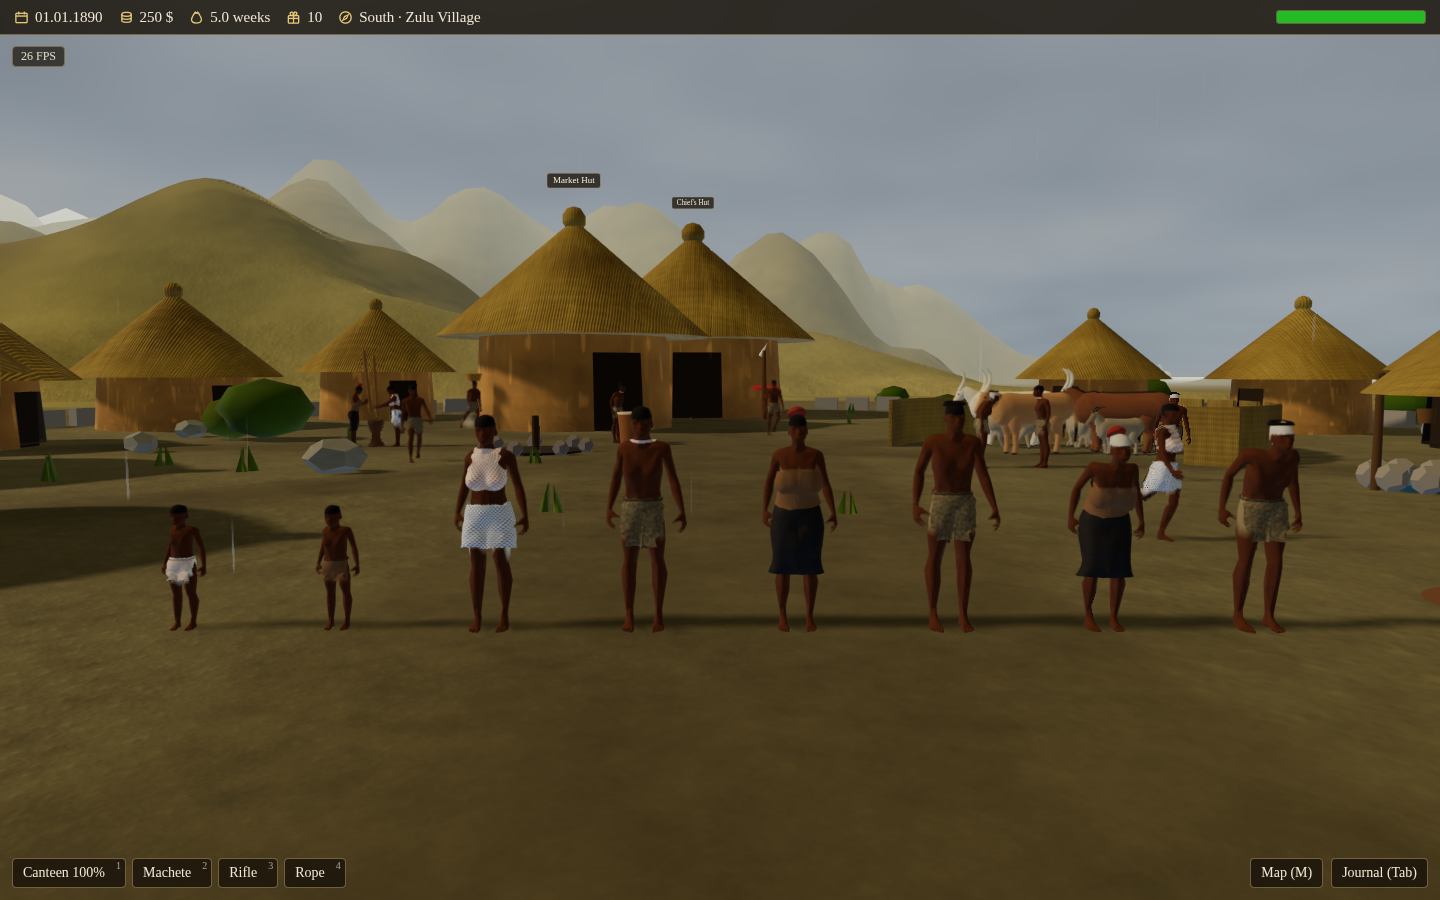 01.01.1890 250 $ 5.0 weeks 10 South · Zulu Village
26 FPS
Market Hut
Chief's Hut
Canteen 100% 1 Machete 2 Rifle 3 Rope 4 Map (M) Journal (Tab)